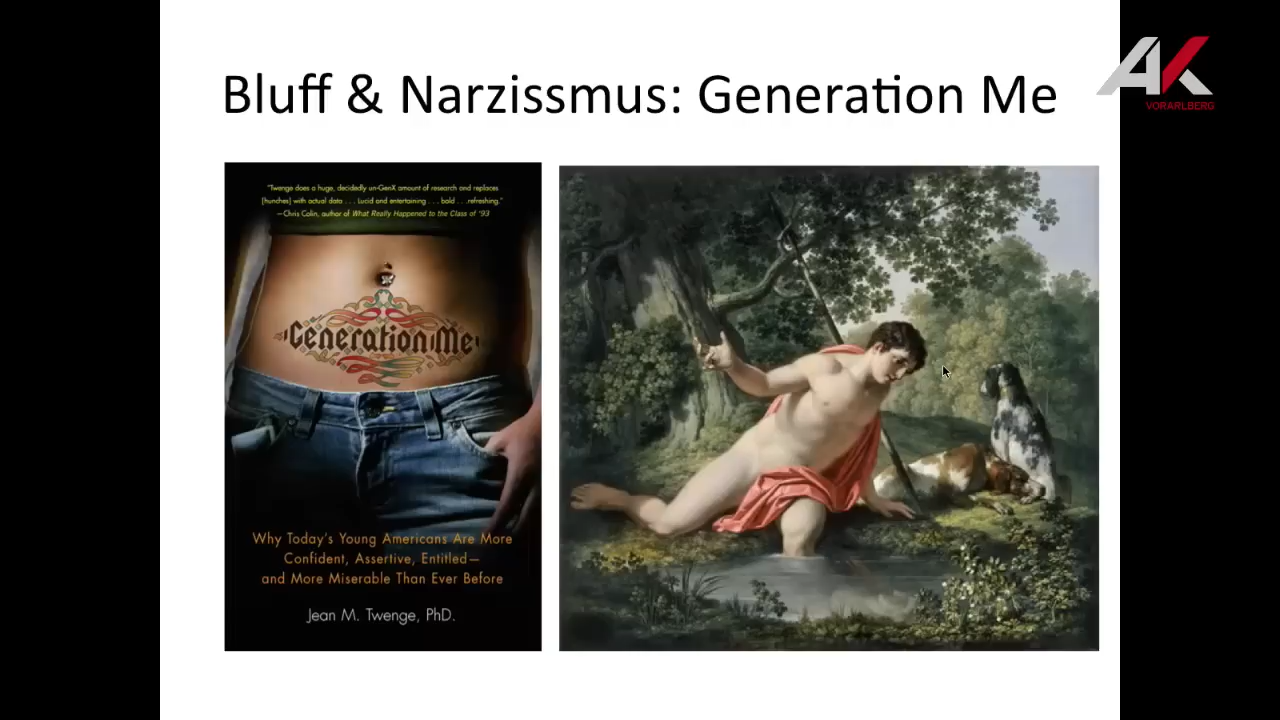 Bluff & Narzissmus: Generation Me
AK
VORARLBERG
"Twenge does a huge, decidedly un-GenX amount of research and replaces
[hunches] with actual data . . . Lucid and entertaining . . . bold . . .refreshing."
—Chris Colin, author of What Really Happened to the Class of '93
Generation Me
Why Today's Young Americans Are More
Confident, Assertive, Entitled—
and More Miserable Than Ever Before
Jean M. Twenge, PhD.